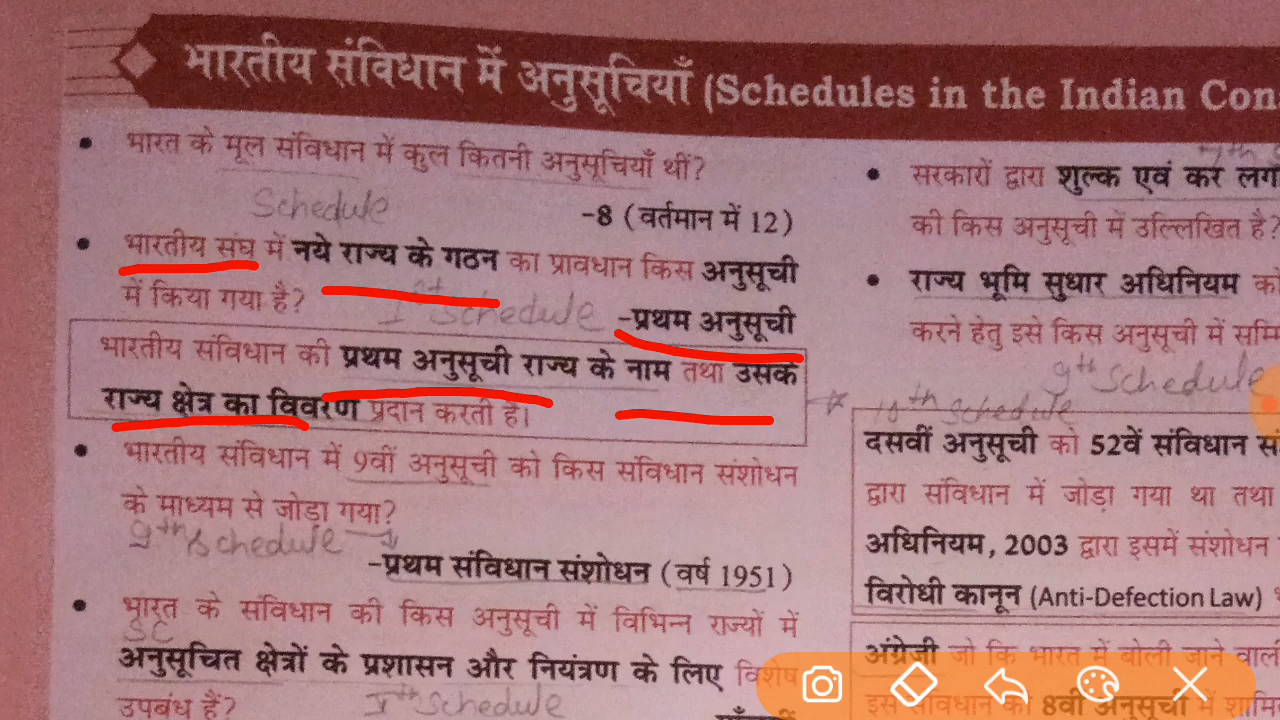 भारतीय संविधान में अनुसूचियाँ (Schedules in the Indian Con
भारत के मूल संविधान में कुल कितनी अनुसूचियाँ थीं?
Schedule
-8 (वर्तमान में 12)
भारतीय संघ में नये राज्य के गठन का प्रावधान किस अनुसूची
में किया गया है?
Ist Schedule
-प्रथम अनुसूची
भारतीय संविधान की प्रथम अनुसूची राज्य के नाम तथा उसके
राज्य क्षेत्र का विवरण प्रदान करती है।
भारतीय संविधान में 9वीं अनुसूची को किस संविधान संशोधन
के माध्यम से जोड़ा गया?
9th Schedule
-प्रथम संविधान संशोधन (वर्ष 1951)
भारत के संविधान की किस अनुसूची में विभिन्न राज्यों में
SC
अनुसूचित क्षेत्रों के प्रशासन और नियंत्रण के लिए विशेष
उपबंध हैं?
Schedule
7th
सरकारों द्वारा शुल्क एवं कर
की किस अनुसूची में उल्लिखित है?
राज्य भूमि सुधार अधिनियम को
करने हेतु इसे किस अनुसूची में
9th Schedule
10th Schedule
दसवीं अनुसूची को 52वें संविधान
द्वारा संविधान में जोड़ा गया था तथा
अधिनियम, 2003 द्वारा इसमें संशोधन
विरोधी कानून (Anti-Defection Law)
अंग्रेजी जो कि भारत में बोली जाने
इसे संविधान की 8वीं अनुसूची में